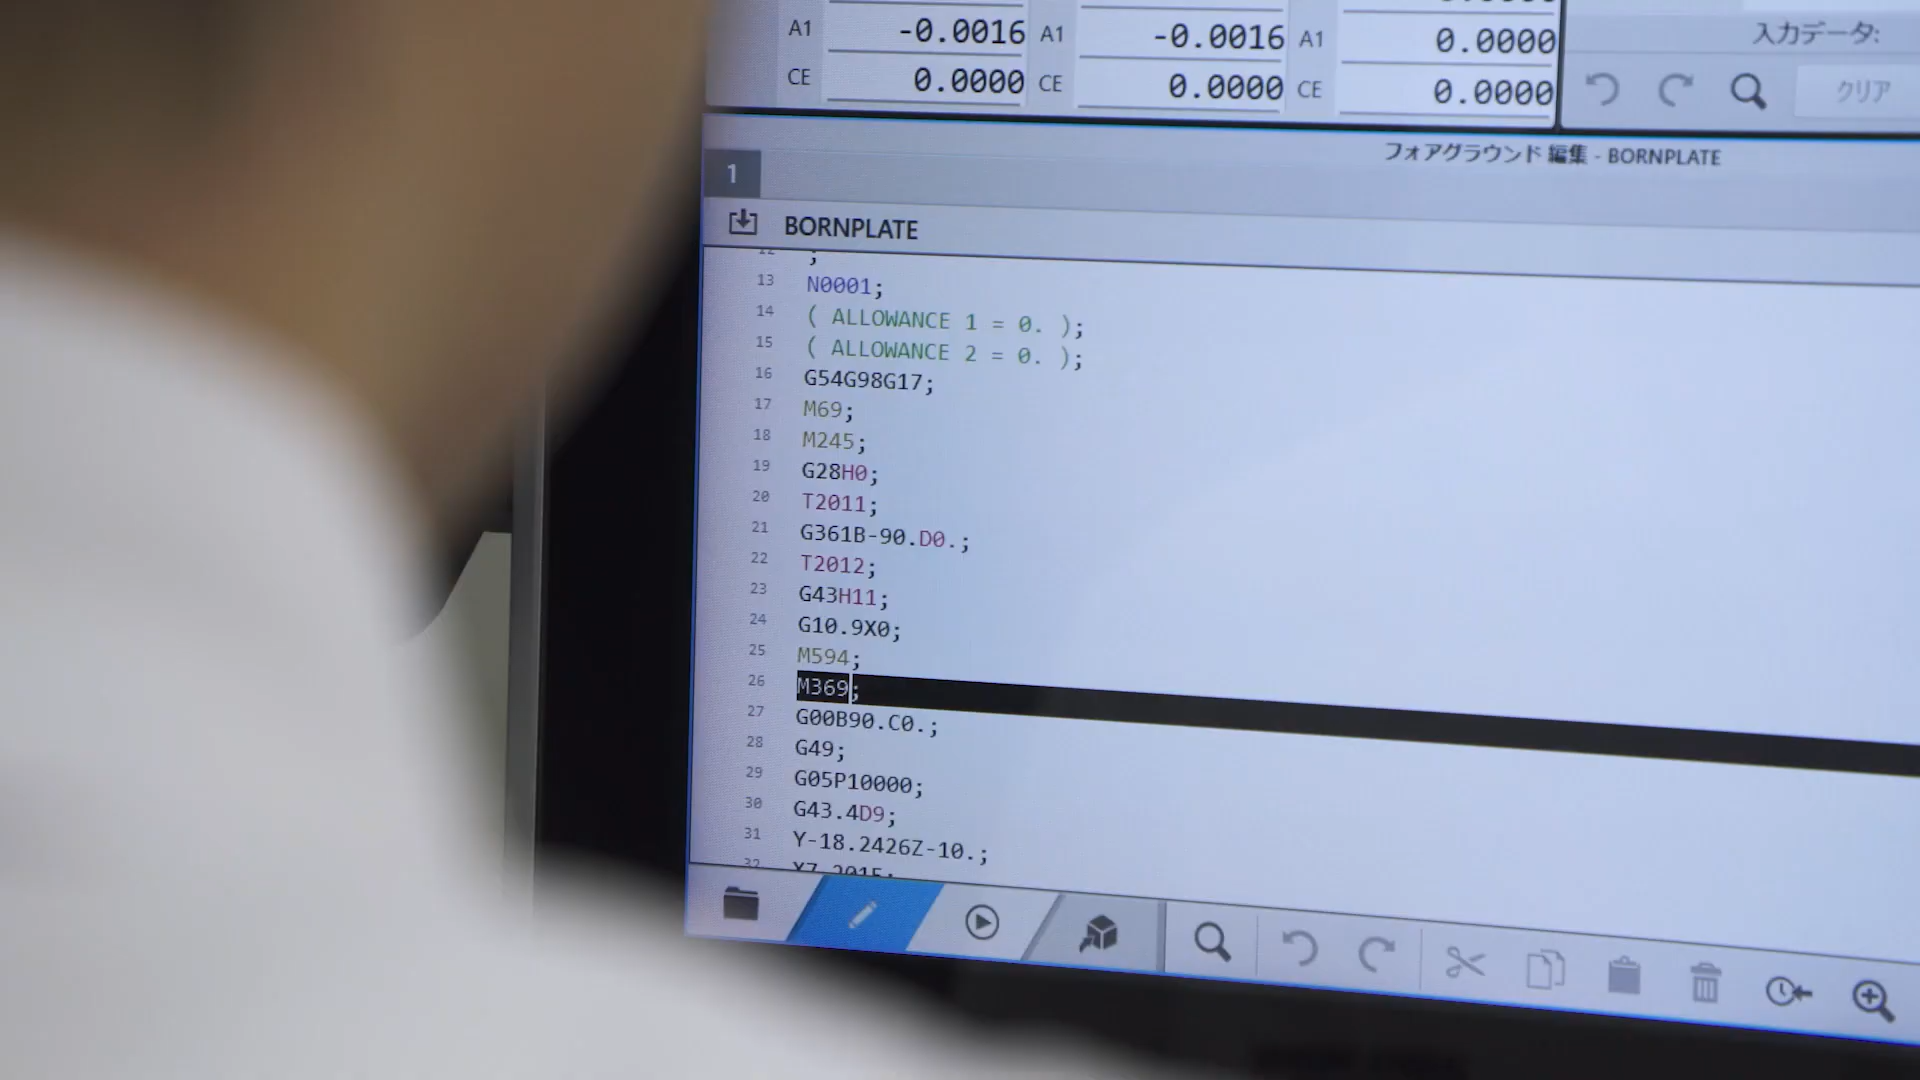 A1 -0.0016 A1 -0.0016 A1 0.0000
CE 0.0000 CE 0.0000 CE 0.0000
入力データ:
クリア
フォアグラウンド 編集 - BORNPLATE
1
BORNPLATE
12 ;
13 N0001;
14 ( ALLOWANCE 1 = 0. );
15 ( ALLOWANCE 2 = 0. );
16 G54G98G17;
17 M69;
18 M245;
19 G28H0;
20 T2011;
21 G361B-90.D0.;
22 T2012;
23 G43H11;
24 G10.9X0;
25 M594;
26 M369;
27 G00B90.C0.;
28 G49;
29 G05P10000;
30 G43.4D9;
31 Y-18.2426Z-10.;
32